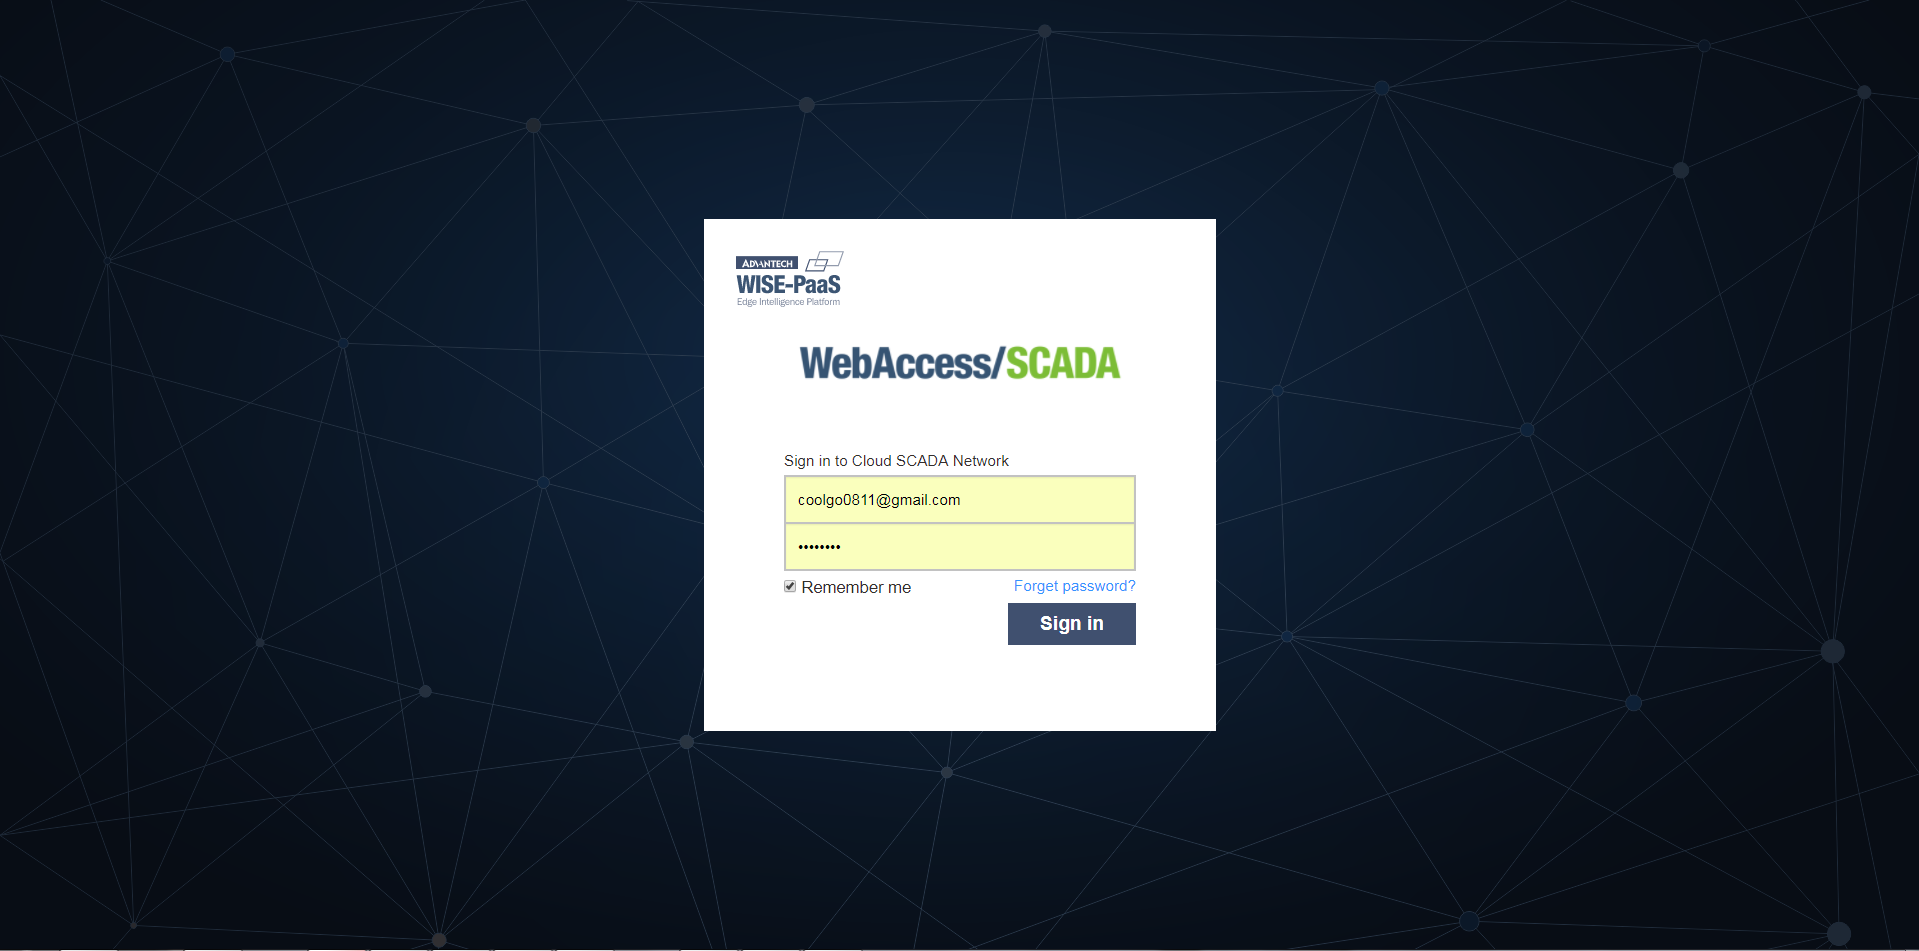 ADVANTECH
WISE-PaaS
Edge Intelligence Platform
WebAccess/SCADA
Sign in to Cloud SCADA Network
coolgo0811@gmail.com
••••••••
Remember me
Forget password?
Sign in